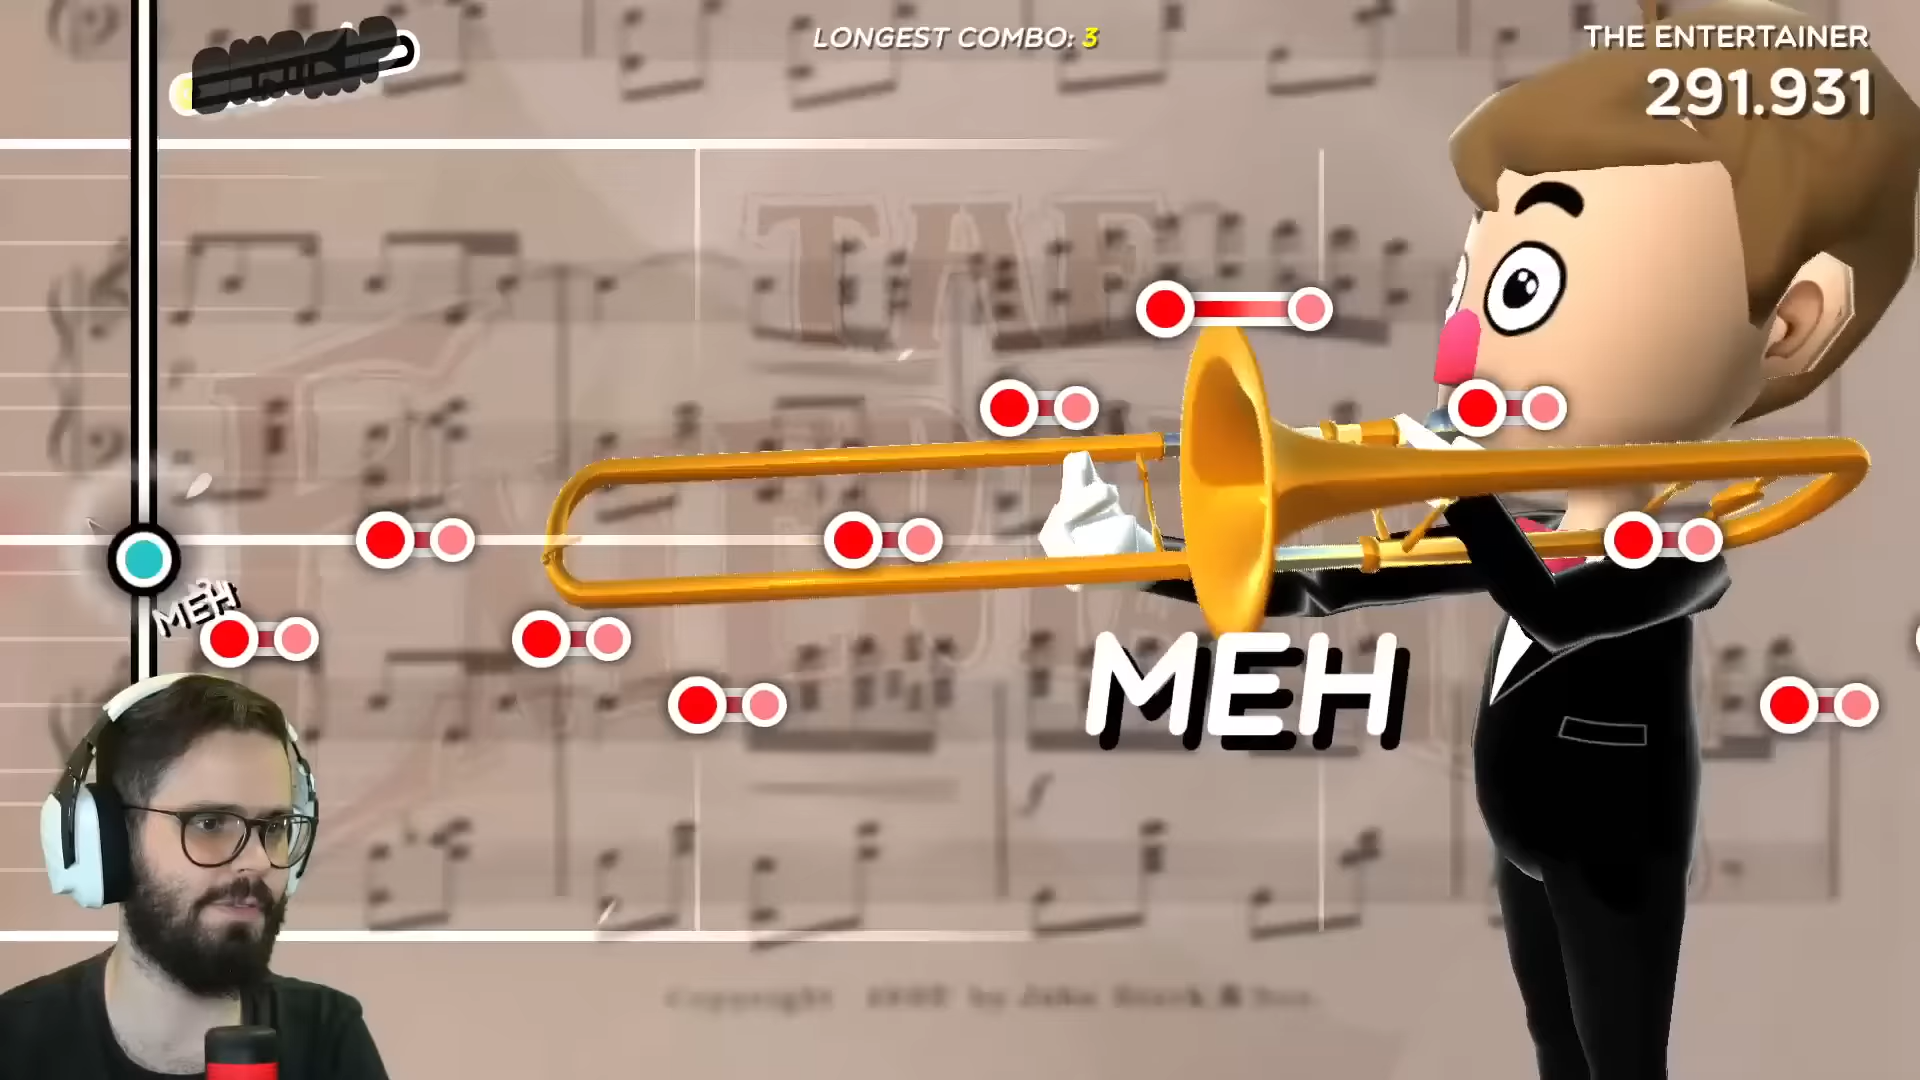 LONGEST COMBO: 3
THE ENTERTAINER
291.931
MEH
MEH